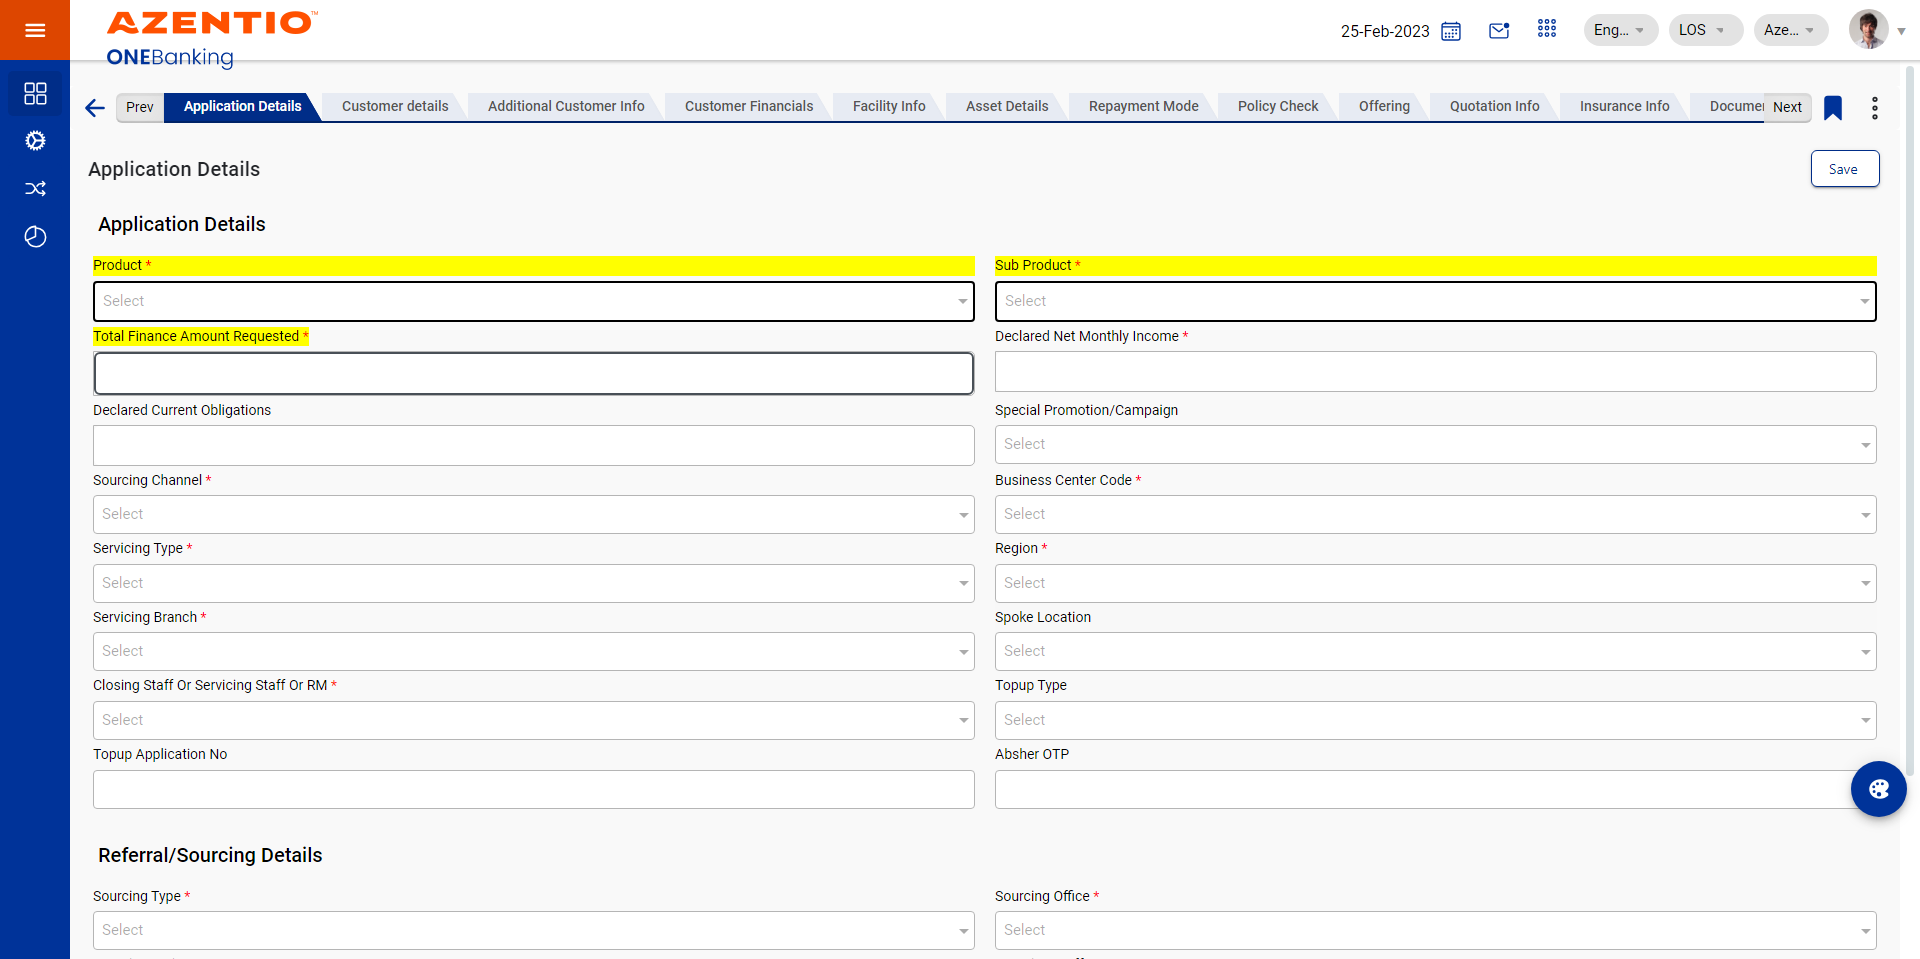 AZENTIO™
ONEBanking
25-Feb-2023
Eng...
LOS
Aze...
Prev
Application Details
Customer details
Additional Customer Info
Customer Financials
Facility Info
Asset Details
Repayment Mode
Policy Check
Offering
Quotation Info
Insurance Info
Documen
Next
Application Details
Save
Application Details
Product *
Sub Product *
Select
Select
Total Finance Amount Requested *
Declared Net Monthly Income *
Declared Current Obligations
Special Promotion/Campaign
Select
Sourcing Channel *
Business Center Code *
Select
Select
Servicing Type *
Region *
Select
Select
Servicing Branch *
Spoke Location
Select
Select
Closing Staff Or Servicing Staff Or RM *
Topup Type
Select
Select
Topup Application No
Absher OTP
Referral/Sourcing Details
Sourcing Type *
Sourcing Office *
Select
Select